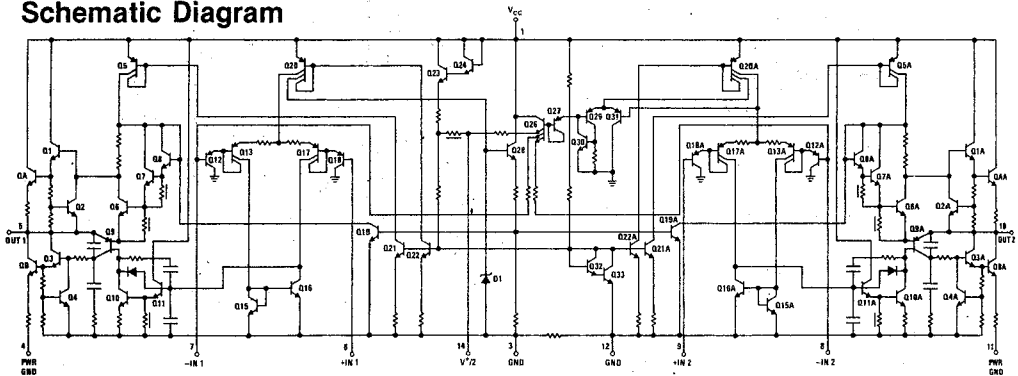 Schematic Diagram
VCC
1
Q5
Q20
Q23
Q24
Q20A
Q5A
Q1
Q8
Q12
Q13
Q17
Q18
Q26
Q27
Q29
Q31
Q30
Q28
Q18A
Q17A
Q13A
Q12A
Q8A
Q1A
QA
Q7
Q7A
QAA
Q2
Q6
Q6A
Q2A
5
OUT 1
Q9
Q19
Q21
Q22
Q19A
Q22A
Q21A
Q9A
10
OUT 2
QB
Q3
Q4
Q10
Q11
Q15
Q16
D1
Q32
Q33
Q16A
Q15A
Q11A
Q10A
Q4A
Q3A
QBA
4
PWR
GND
7
–IN 1
6
+IN 1
14
V+/2
3
GND
12
GND
9
+IN 2
8
–IN 2
11
PWR
GND